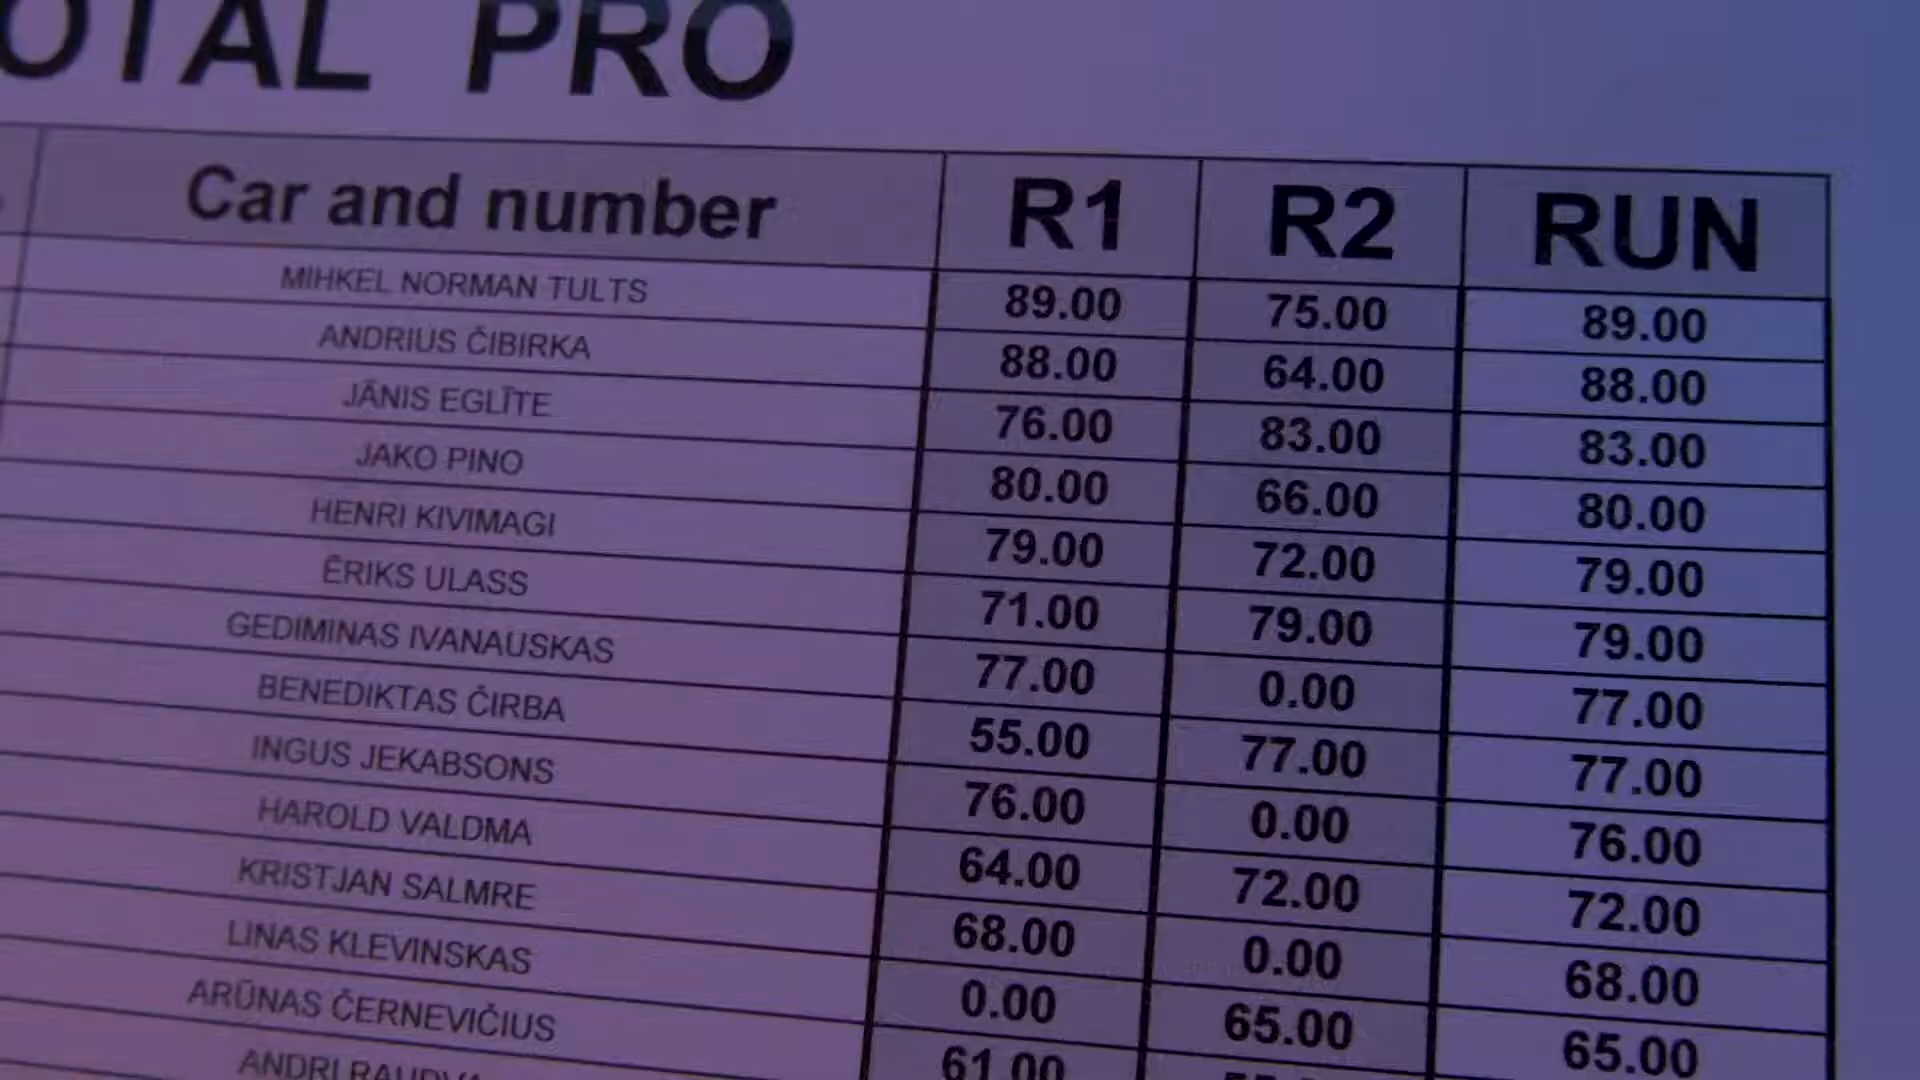 OTAL PRO
Car and number R1 R2 RUN
MIHKEL NORMAN TULTS 89.00 75.00 89.00
ANDRIUS ČIBIRKA 88.00 64.00 88.00
JĀNIS EGLĪTE 76.00 83.00 83.00
JAKO PINO 80.00 66.00 80.00
HENRI KIVIMAGI 79.00 72.00 79.00
ĒRIKS ULASS 71.00 79.00 79.00
GEDIMINAS IVANAUSKAS 77.00 0.00 77.00
BENEDIKTAS ČIRBA 55.00 77.00 77.00
INGUS JEKABSONS 76.00 0.00 76.00
HAROLD VALDMA 64.00 72.00 72.00
KRISTJAN SALMRE 68.00 0.00 68.00
LINAS KLEVINSKAS 0.00 65.00 65.00
ARŪNAS ČERNEVIČIUS 61.00
ANDRI